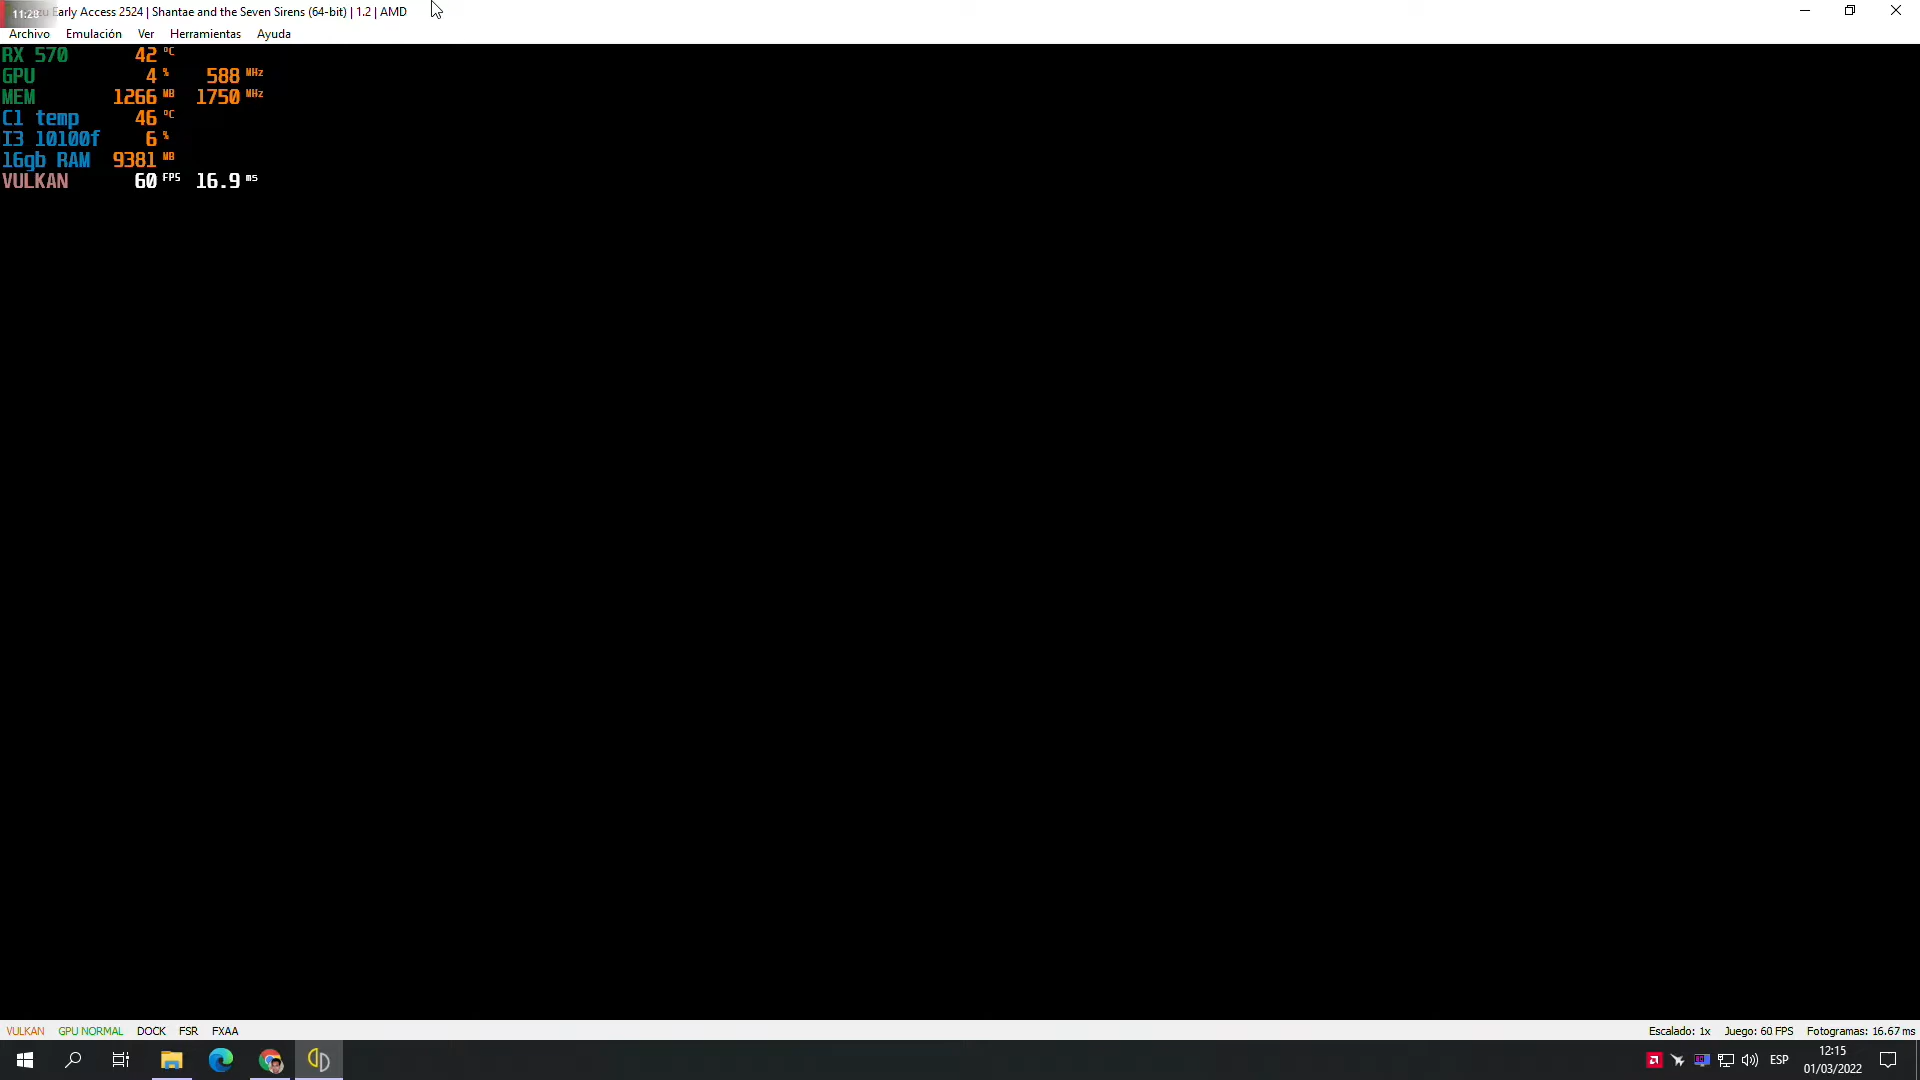 11:28 Early Access 2524 | Shantae and the Seven Sirens (64-bit) | 1.2 | AMD
Archivo Emulación Ver Herramientas Ayuda
RX 570 42 °C
GPU 4 % 588 MHz
MEM 1266 MB 1750 MHz
C1 temp 46 °C
I3 10100f 6 %
16gb RAM 9381 MB
VULKAN 60 FPS 16.9 ms
VULKAN GPU NORMAL DOCK FSR FXAA Escalado: 1x Juego: 60 FPS Fotogramas: 16.67 ms
ESP
12:15
01/03/2022